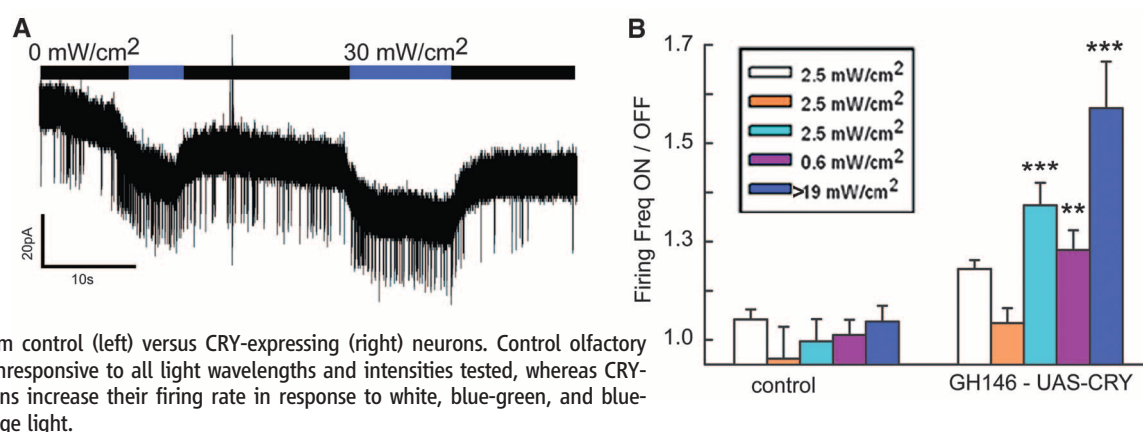 A
0 mW/cm2
30 mW/cm2
20pA
10s
m control (left) versus CRY-expressing (right) neurons. Control olfactory
nresponsive to all light wavelengths and intensities tested, whereas CRY-
ns increase their firing rate in response to white, blue-green, and blue-
ge light.
B
Firing Freq ON / OFF
1.7
1.5
1.3
1.0
2.5 mW/cm2
2.5 mW/cm2
2.5 mW/cm2
0.6 mW/cm2
>19 mW/cm2
***
**
***
control
GH146 - UAS-CRY